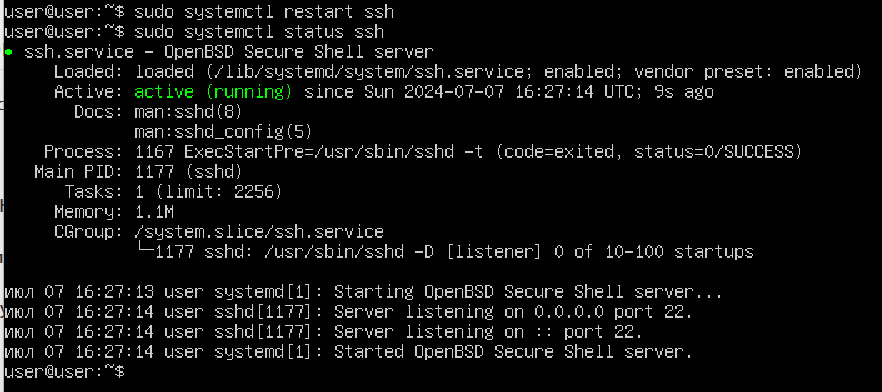 user@user:~$ sudo systemctl restart ssh
user@user:~$ sudo systemctl status ssh
● ssh.service – OpenBSD Secure Shell server
Loaded: loaded (/lib/systemd/system/ssh.service; enabled; vendor preset: enabled)
Active: active (running) since Sun 2024-07-07 16:27:14 UTC; 9s ago
Docs: man:sshd(8)
man:sshd_config(5)
Process: 1167 ExecStartPre=/usr/sbin/sshd -t (code=exited, status=0/SUCCESS)
Main PID: 1177 (sshd)
Tasks: 1 (limit: 2256)
Memory: 1.1M
CGroup: /system.slice/ssh.service
└─1177 sshd: /usr/sbin/sshd -D [listener] 0 of 10-100 startups
июл 07 16:27:13 user systemd[1]: Starting OpenBSD Secure Shell server...
июл 07 16:27:14 user sshd[1177]: Server listening on 0.0.0.0 port 22.
июл 07 16:27:14 user sshd[1177]: Server listening on :: port 22.
июл 07 16:27:14 user systemd[1]: Started OpenBSD Secure Shell server.
user@user:~$